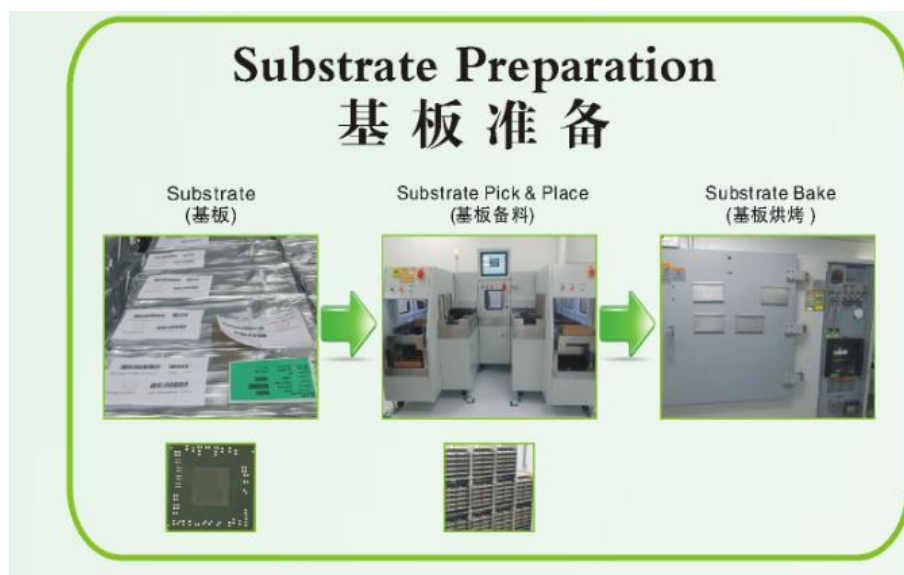 Substrate Preparation
基板准备
Substrate
(基板)
Substrate Pick & Place
(基板备料)
Substrate Bake
(基板烘烤)